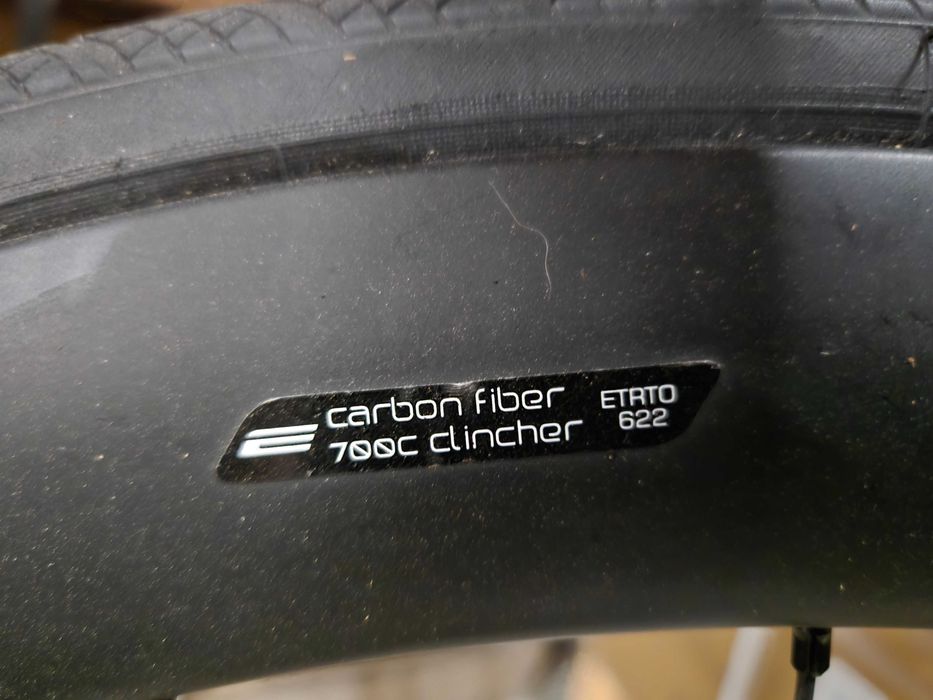 carbon fiber
700c clincher
ETRTO
622